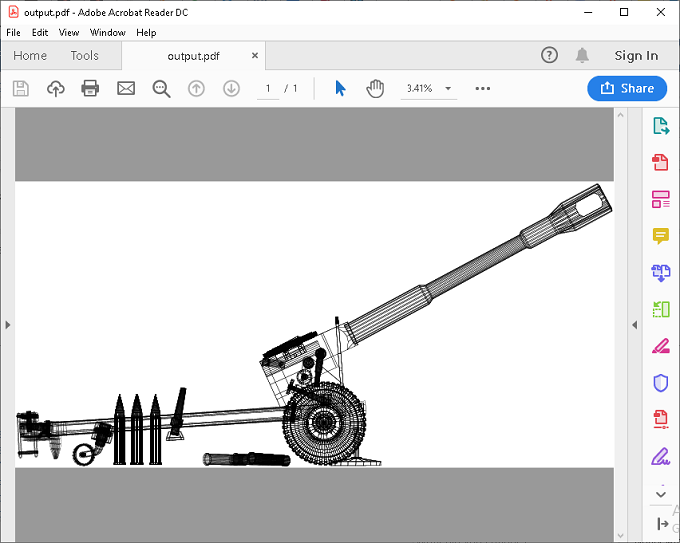 output.pdf - Adobe Acrobat Reader DC
File Edit View Window Help
Home Tools output.pdf × ? Sign In
1 / 1 3.41% Share